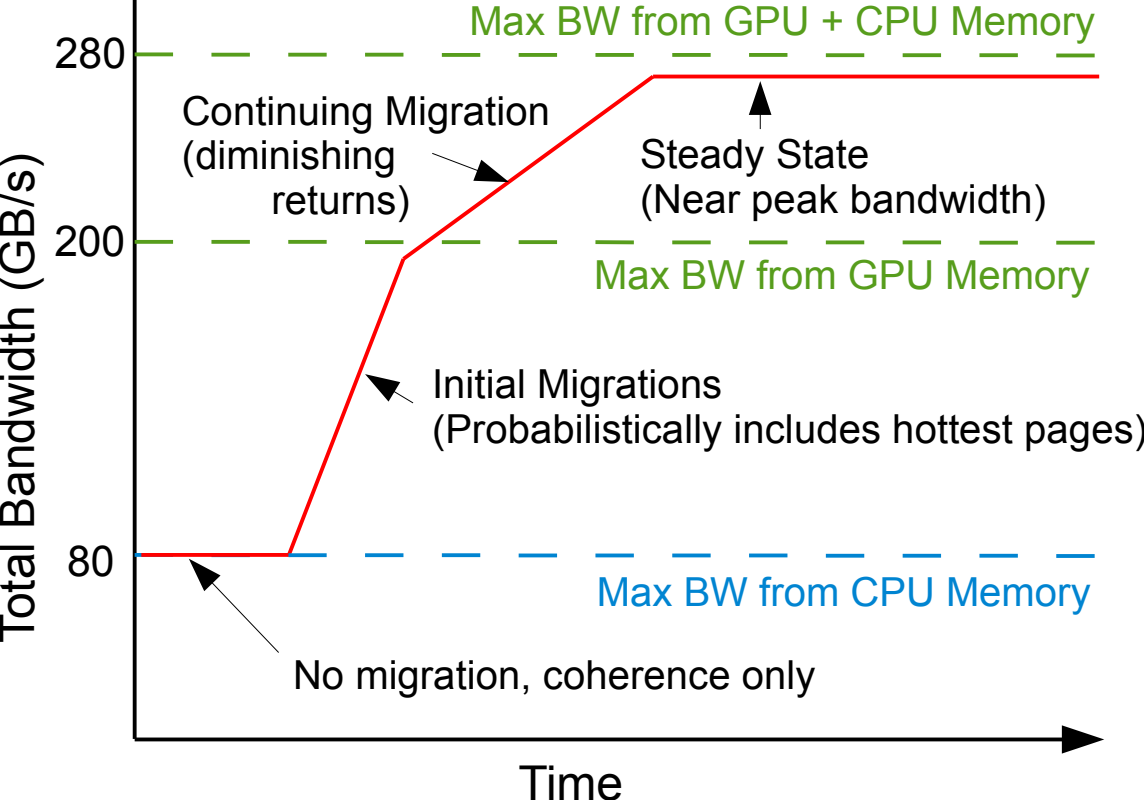 Max BW from GPU + CPU Memory
280
Continuing Migration
(diminishing
returns)
Steady State
(Near peak bandwidth)
200
Max BW from GPU Memory
Total Bandwidth (GB/s)
Initial Migrations
(Probabilistically includes hottest pages)
80
Max BW from CPU Memory
No migration, coherence only
Time